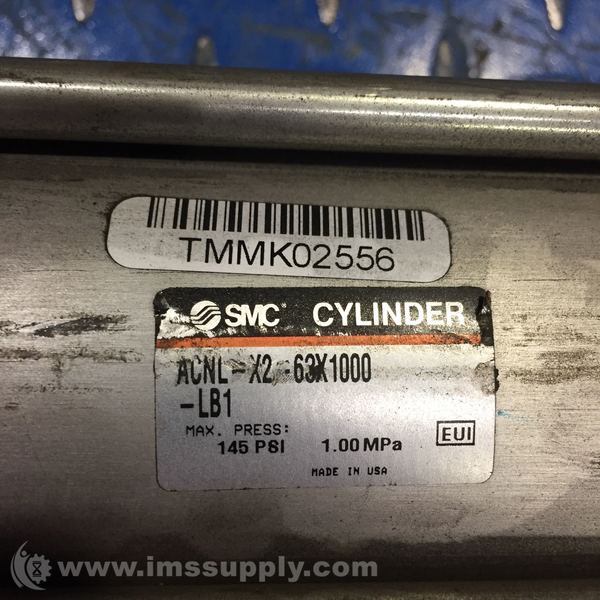 TMMK02556
SMC CYLINDER
ACNL-X2-63X1000
-LB1
MAX. PRESS:
145 PSI 1.00 MPa
EUI
MADE IN USA
www.imssupply.com